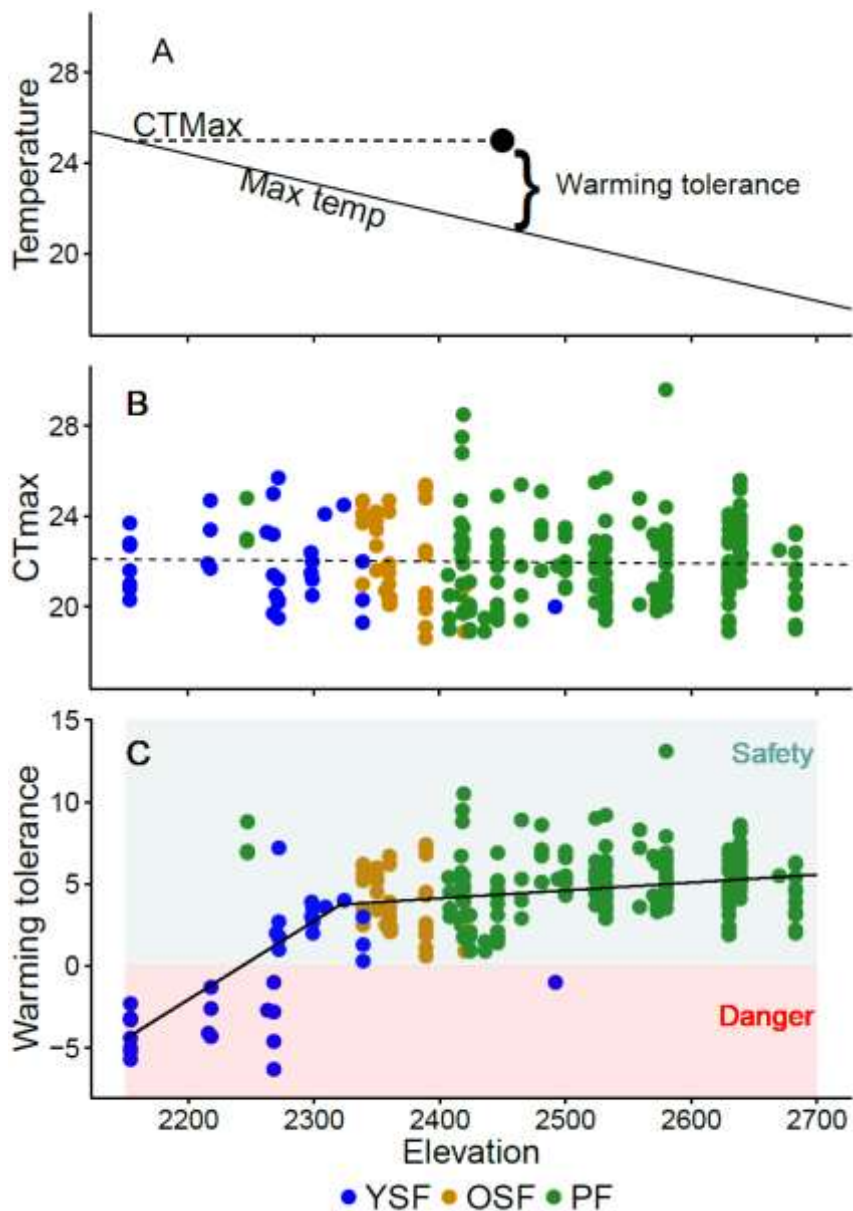 A
Temperature
28
24
20
CTMax
Max temp
Warming tolerance
B
CTmax
28
24
20
C
Warming tolerance
15
10
5
0
−5
Safety
Danger
2200 2300 2400 2500 2600 2700
Elevation
YSF OSF PF